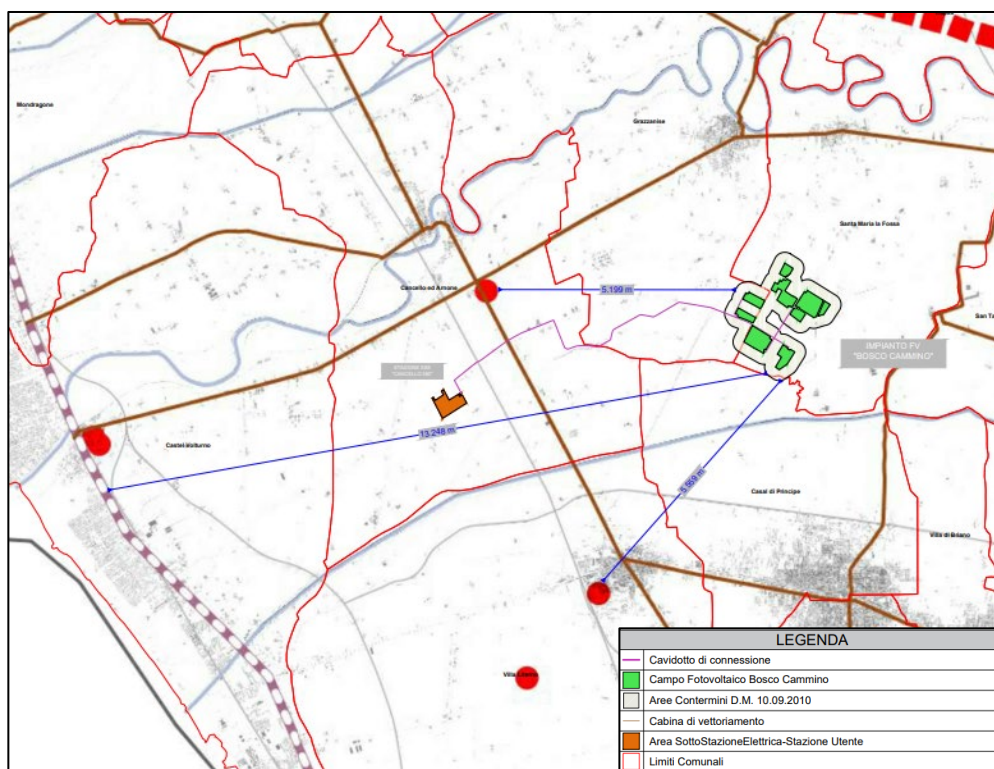 Mondragone
Grazzanise
Santa Maria la Fossa
Cancello ed Arnone
5.199 m
San Ta
IMPIANTO FV
"BOSCO CAMMINO"
13.248 m
Castel Volturno
5.569 m
Casal di Principe
Villa di Briano
Villa Literno
LEGENDA
Cavidotto di connessione
Campo Fotovoltaico Bosco Cammino
Aree Contermini D.M. 10.09.2010
Cabina di vettoriamento
Area SottoStazioneElettrica-Stazione Utente
Limiti Comunali